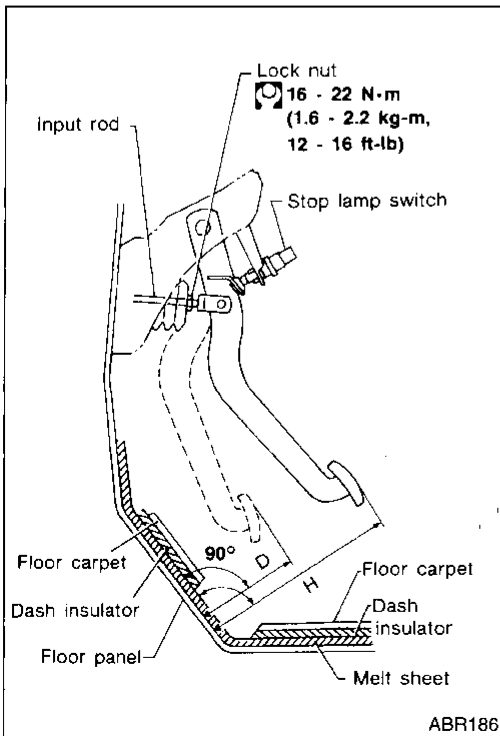 Lock nut
16 - 22 N·m
(1.6 - 2.2 kg-m,
12 - 16 ft-lb)
Input rod
Stop lamp switch
Floor carpet
90°
D
H
Dash insulator
Floor panel
Floor carpet
Dash
insulator
Melt sheet
ABR186